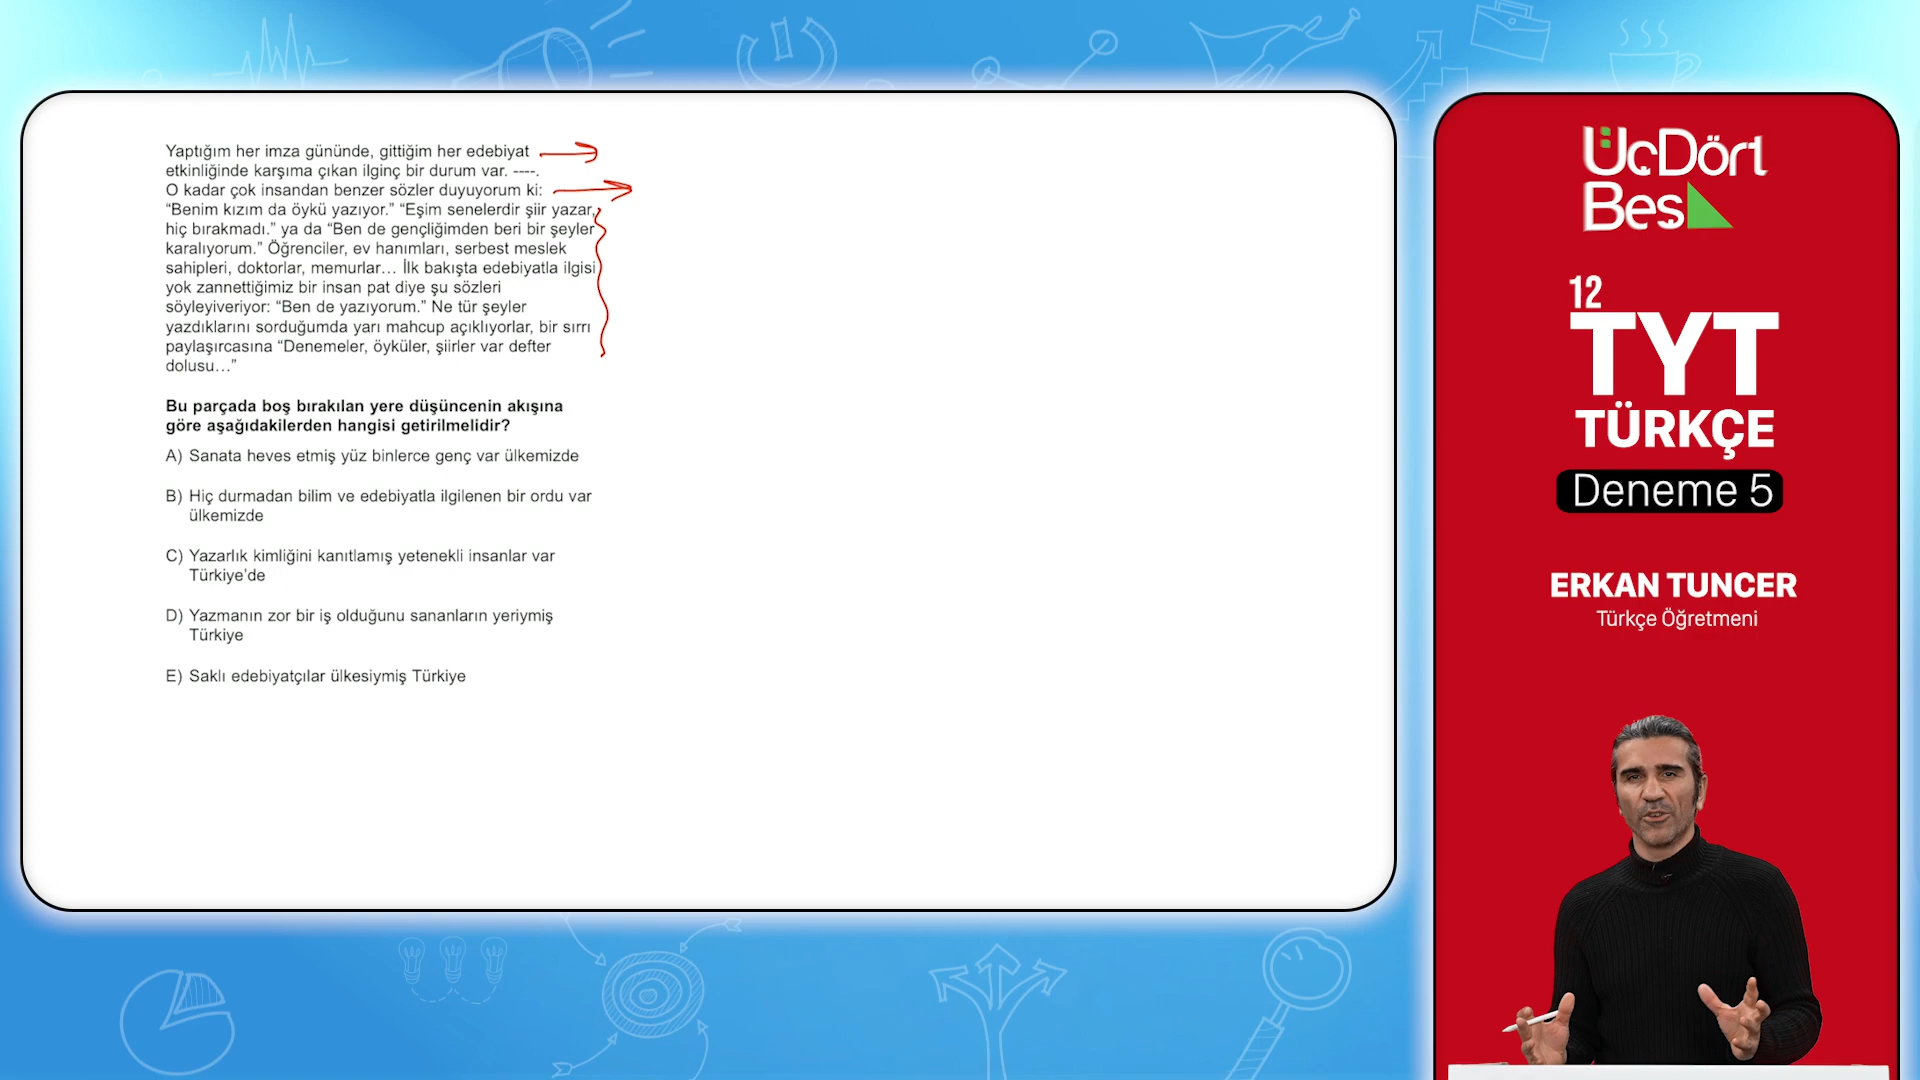 Yaptığım her imza gününde, gittiğim her edebiyat
etkinliğinde karşıma çıkan ilginç bir durum var. ----.
O kadar çok insandan benzer sözler duyuyorum ki:
“Benim kızım da öykü yazıyor.” “Eşim senelerdir şiir yazar,
hiç bırakmadı.” ya da “Ben de gençliğimden beri bir şeyler
karalıyorum.” Öğrenciler, ev hanımları, serbest meslek
sahipleri, doktorlar, memurlar... İlk bakışta edebiyatla ilgisi
yok zannettiğimiz bir insan pat diye şu sözleri
söyleyiveriyor: “Ben de yazıyorum.” Ne tür şeyler
yazdıklarını sorduğumda yarı mahcup açıklıyorlar, bir sırrı
paylaşırcasına “Denemeler, öyküler, şiirler var defter
dolusu...”
Bu parçada boş bırakılan yere düşüncenin akışına
göre aşağıdakilerden hangisi getirilmelidir?
A) Sanata heves etmiş yüz binlerce genç var ülkemizde
B) Hiç durmadan bilim ve edebiyatla ilgilenen bir ordu var
ülkemizde
C) Yazarlık kimliğini kanıtlamış yetenekli insanlar var
Türkiye’de
D) Yazmanın zor bir iş olduğunu sananların yeriymiş
Türkiye
E) Saklı edebiyatçılar ülkesiymiş Türkiye
ÜçDört
Beş
12
TYT
TÜRKÇE
Deneme 5
ERKAN TUNCER
Türkçe Öğretmeni